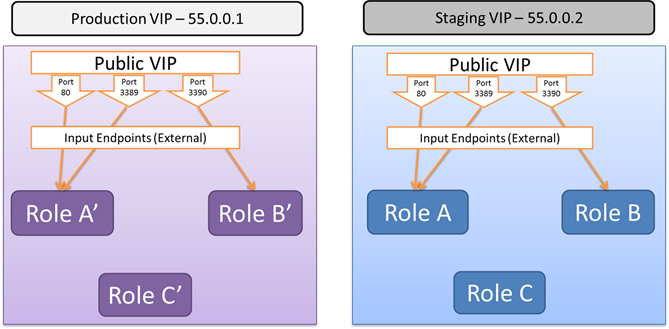 Production VIP – 55.0.0.1
Public VIP
Port
80
Port
3389
Port
3390
Input Endpoints (External)
Role A’
Role B’
Role C’
Staging VIP – 55.0.0.2
Public VIP
Port
80
Port
3389
Port
3390
Input Endpoints (External)
Role A
Role B
Role C